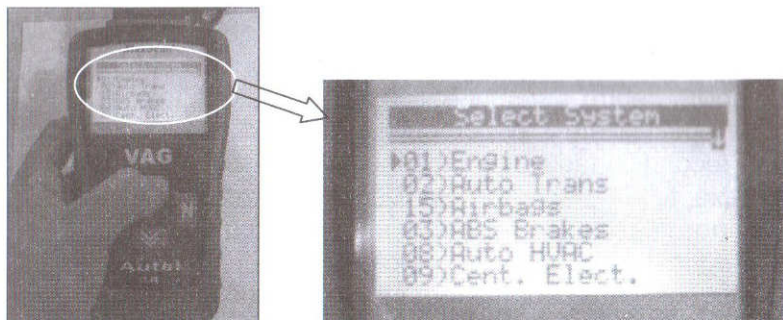 VAG
Autel
Select System
01)Engine
02)Auto Trans
15)Airbags
03)ABS Brakes
08)Auto HVAC
09)Cent. Elect.